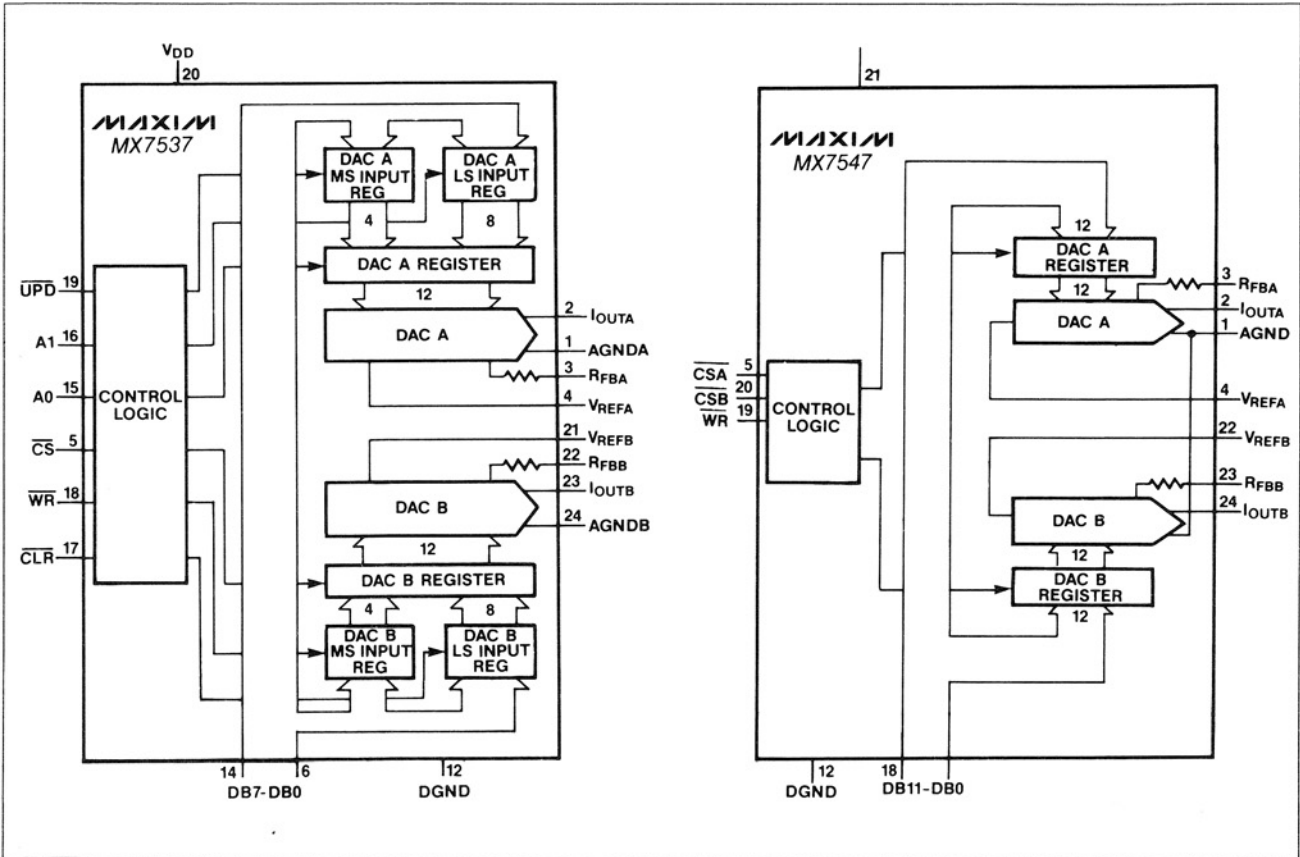 VDD
20
MAXIM
MX7537
DAC A
MS INPUT
REG
DAC A
LS INPUT
REG
4
8
DAC A REGISTER
12
DAC A
UPD 19
A1 16
A0 15
CS 5
WR 18
CLR 17
CONTROL
LOGIC
2 IOUTA
1 AGNDA
3 RFBA
4 VREFA
21 VREFB
22 RFBB
23 IOUTB
24 AGNDB
DAC B
12
DAC B REGISTER
4
8
DAC B
MS INPUT
REG
DAC B
LS INPUT
REG
14
6
12
DB7-DB0
DGND
21
MAXIM
MX7547
12
DAC A
REGISTER
12
DAC A
3 RFBA
2 IOUTA
1 AGND
CSA 5
CSB 20
WR 19
CONTROL
LOGIC
4 VREFA
22 VREFB
23 RFBB
24 IOUTB
DAC B
12
DAC B
REGISTER
12
12
18
DGND
DB11-DB0